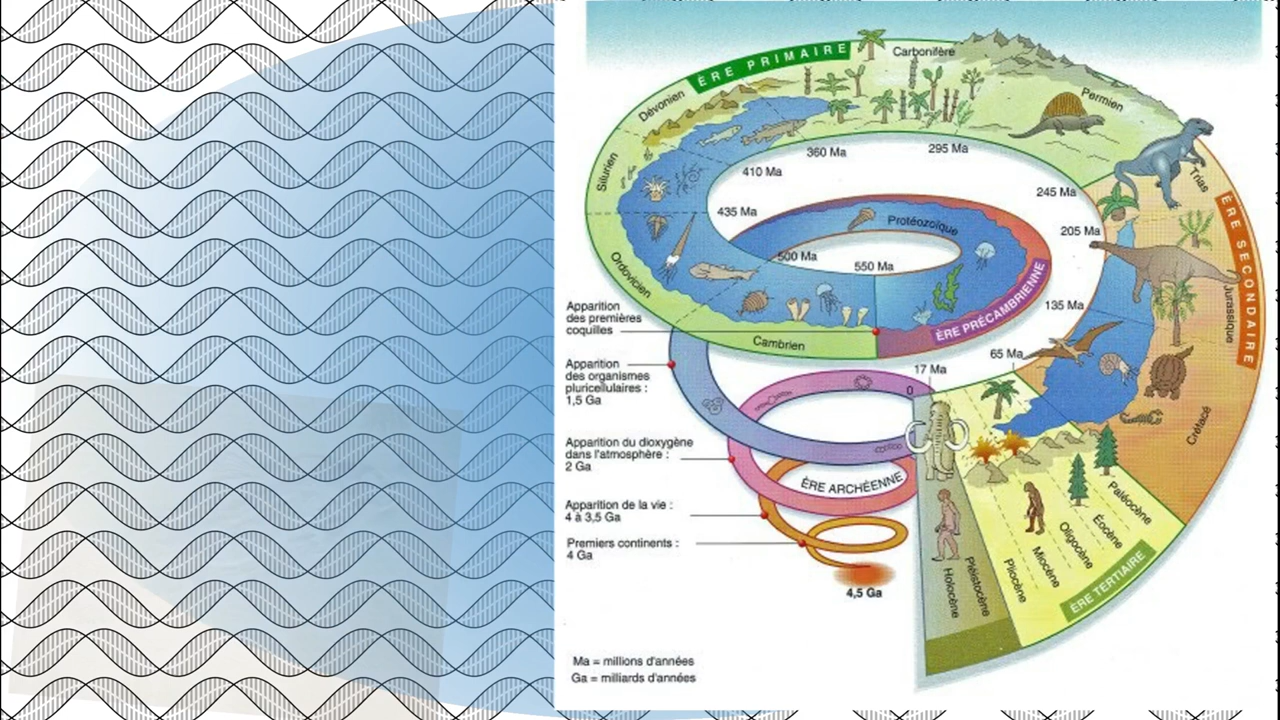 ÈRE PRIMAIRE
Carbonifère
Dévonien
Permien
360 Ma
295 Ma
Silurien
410 Ma
Trias
245 Ma
435 Ma
Protéozoïque
205 Ma
ÈRE SECONDAIRE
500 Ma
550 Ma
Ordovicien
Jurassique
ÈRE PRÉCAMBRIENNE
135 Ma
Apparition
des premières
coquilles
Cambrien
65 Ma
17 Ma
Apparition
des organismes
pluricellulaires :
1,5 Ga
0
Crétacé
Apparition du dioxygène
dans l'atmosphère :
2 Ga
ÈRE ARCHÉENNE
Paléocène
Éocène
Oligocène
Miocène
Pliocène
Apparition de la vie :
4 à 3,5 Ga
Premiers continents :
4 Ga
ÈRE TERTIAIRE
Pléistocène
Holocène
4,5 Ga
Ma = millions d'années
Ga = milliards d'années